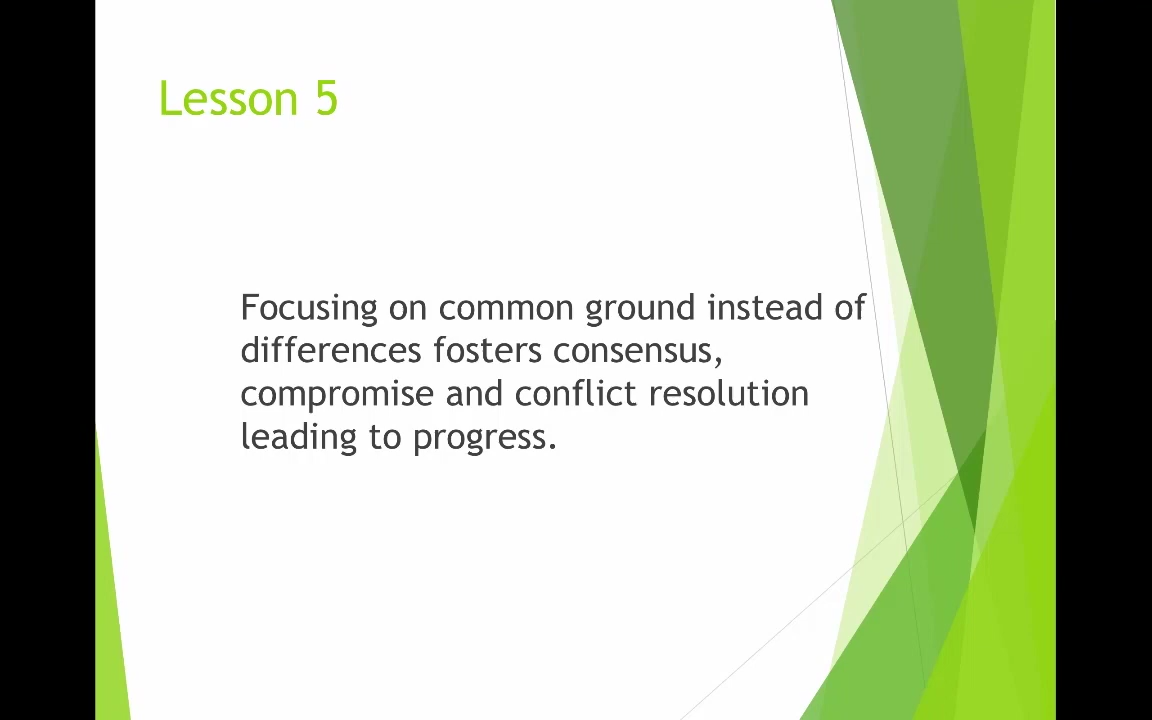 Lesson 5
Focusing on common ground instead of
differences fosters consensus,
compromise and conflict resolution
leading to progress.